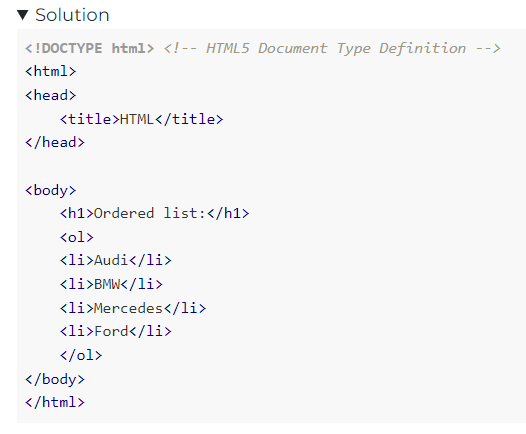 ▼ Solution
<!DOCTYPE html> <!-- HTML5 Document Type Definition -->
<html>
<head>
    <title>HTML</title>
</head>

<body>
    <h1>Ordered list:</h1>
    <ol>
    <li>Audi</li>
    <li>BMW</li>
    <li>Mercedes</li>
    <li>Ford</li>
    </ol>
</body>
</html>